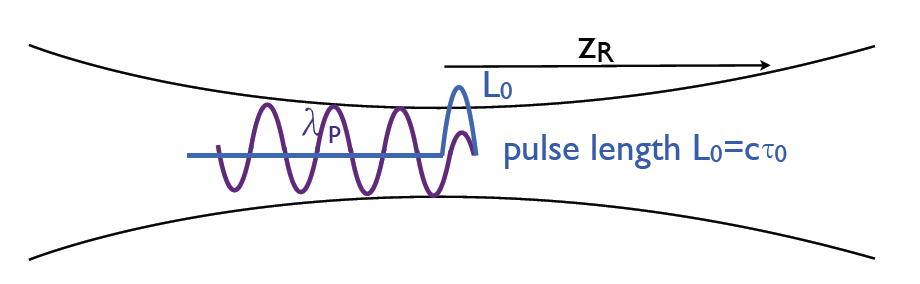 zR
L0
λP
pulse length L0=cτ0